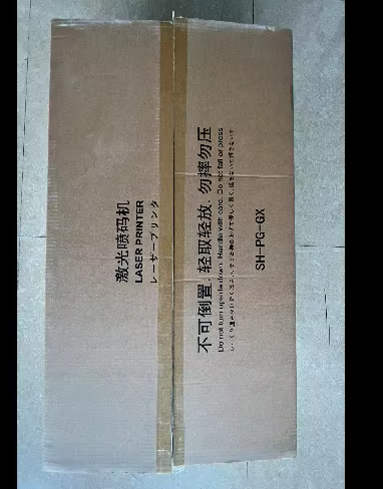 激光喷码机
LASER PRINTER
レーザープリンタ
不可倒置. 轻取轻放. 勿摔勿压
Do not turn upside down. Handle with care. Do not fall or press
SH-PG-GX